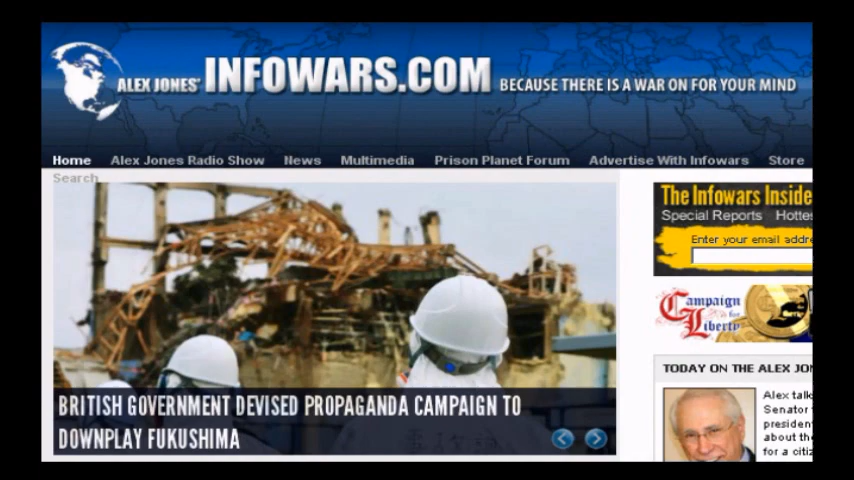 ALEX JONES' INFOWARS.COM BECAUSE THERE IS A WAR ON FOR YOUR MIND
Home Alex Jones Radio Show News Multimedia Prison Planet Forum Advertise With Infowars Store
Search
The Infowars Inside
Special Reports Hottes
Enter your email addre
Campaign
for
Liberty
BRITISH GOVERNMENT DEVISED PROPAGANDA CAMPAIGN TO
DOWNPLAY FUKUSHIMA
TODAY ON THE ALEX JON
Alex talk
Senator
president
about the
for a citiz